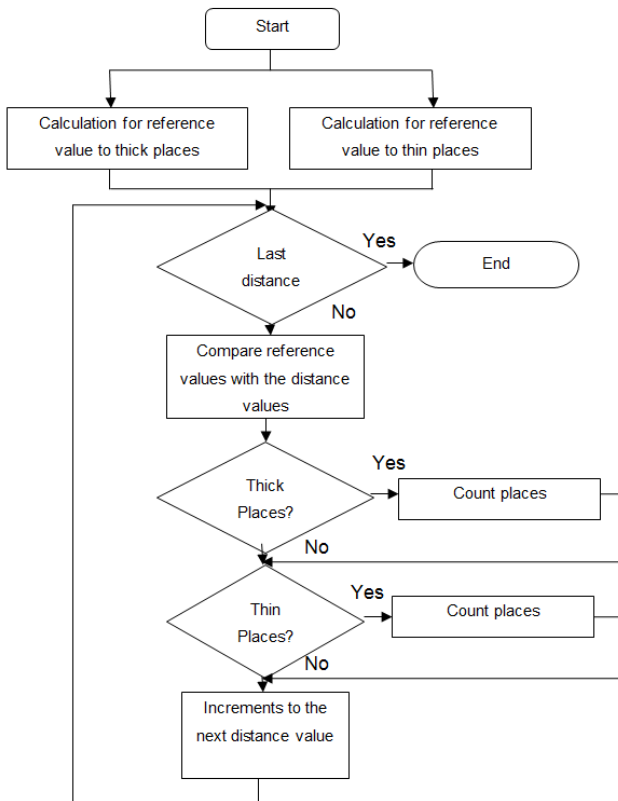 Start
Calculation for reference
value to thick places
Calculation for reference
value to thin places
Last
distance
Yes
End
No
Compare reference
values with the distance
values
Thick
Places?
Yes
Count places
No
Thin
Places?
Yes
Count places
No
Increments to the
next distance value